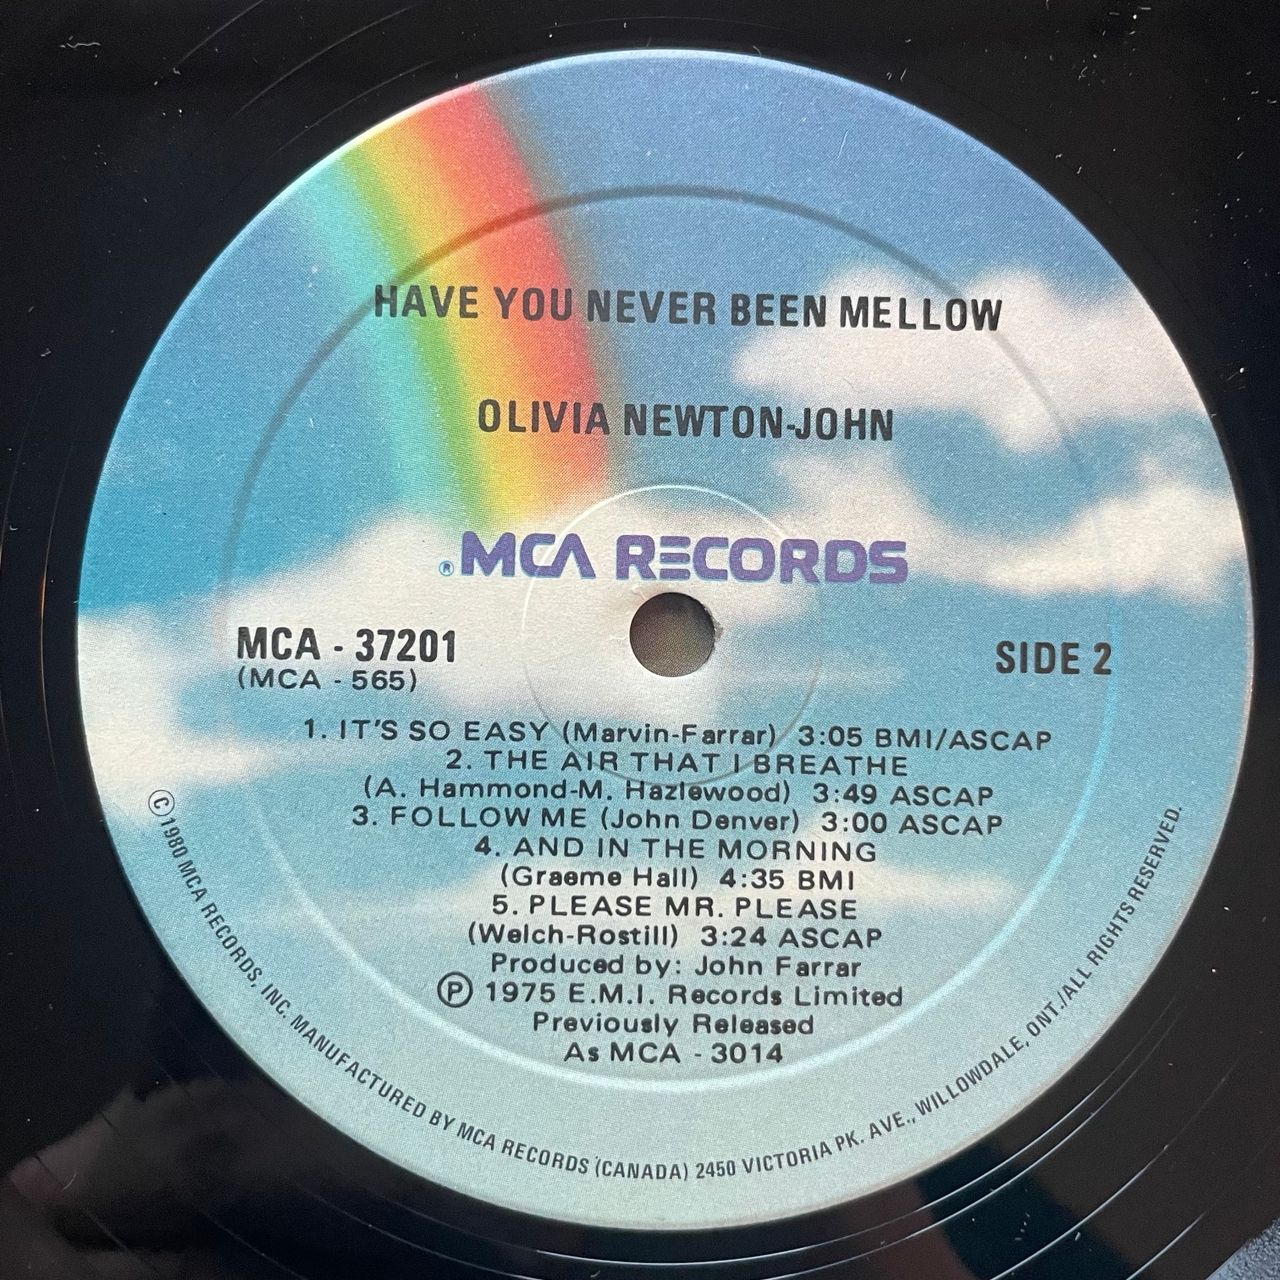 HAVE YOU NEVER BEEN MELLOW
OLIVIA NEWTON-JOHN
® MCA RECORDS
MCA - 37201
(MCA - 565)
SIDE 2
1. IT'S SO EASY (Marvin-Farrar) 3:05 BMI/ASCAP
2. THE AIR THAT I BREATHE
(A. Hammond-M. Hazlewood) 3:49 ASCAP
3. FOLLOW ME (John Denver) 3:00 ASCAP
4. AND IN THE MORNING
(Graeme Hall) 4:35 BMI
5. PLEASE MR. PLEASE
(Welch-Rostill) 3:24 ASCAP
Produced by: John Farrar
Ⓟ 1975 E.M.I. Records Limited
Previously Released
As MCA - 3014
©1980 MCA RECORDS, INC. MANUFACTURED BY MCA RECORDS (CANADA) 2450 VICTORIA PK. AVE., WILLOWDALE, ONT./ALL RIGHTS RESERVED.